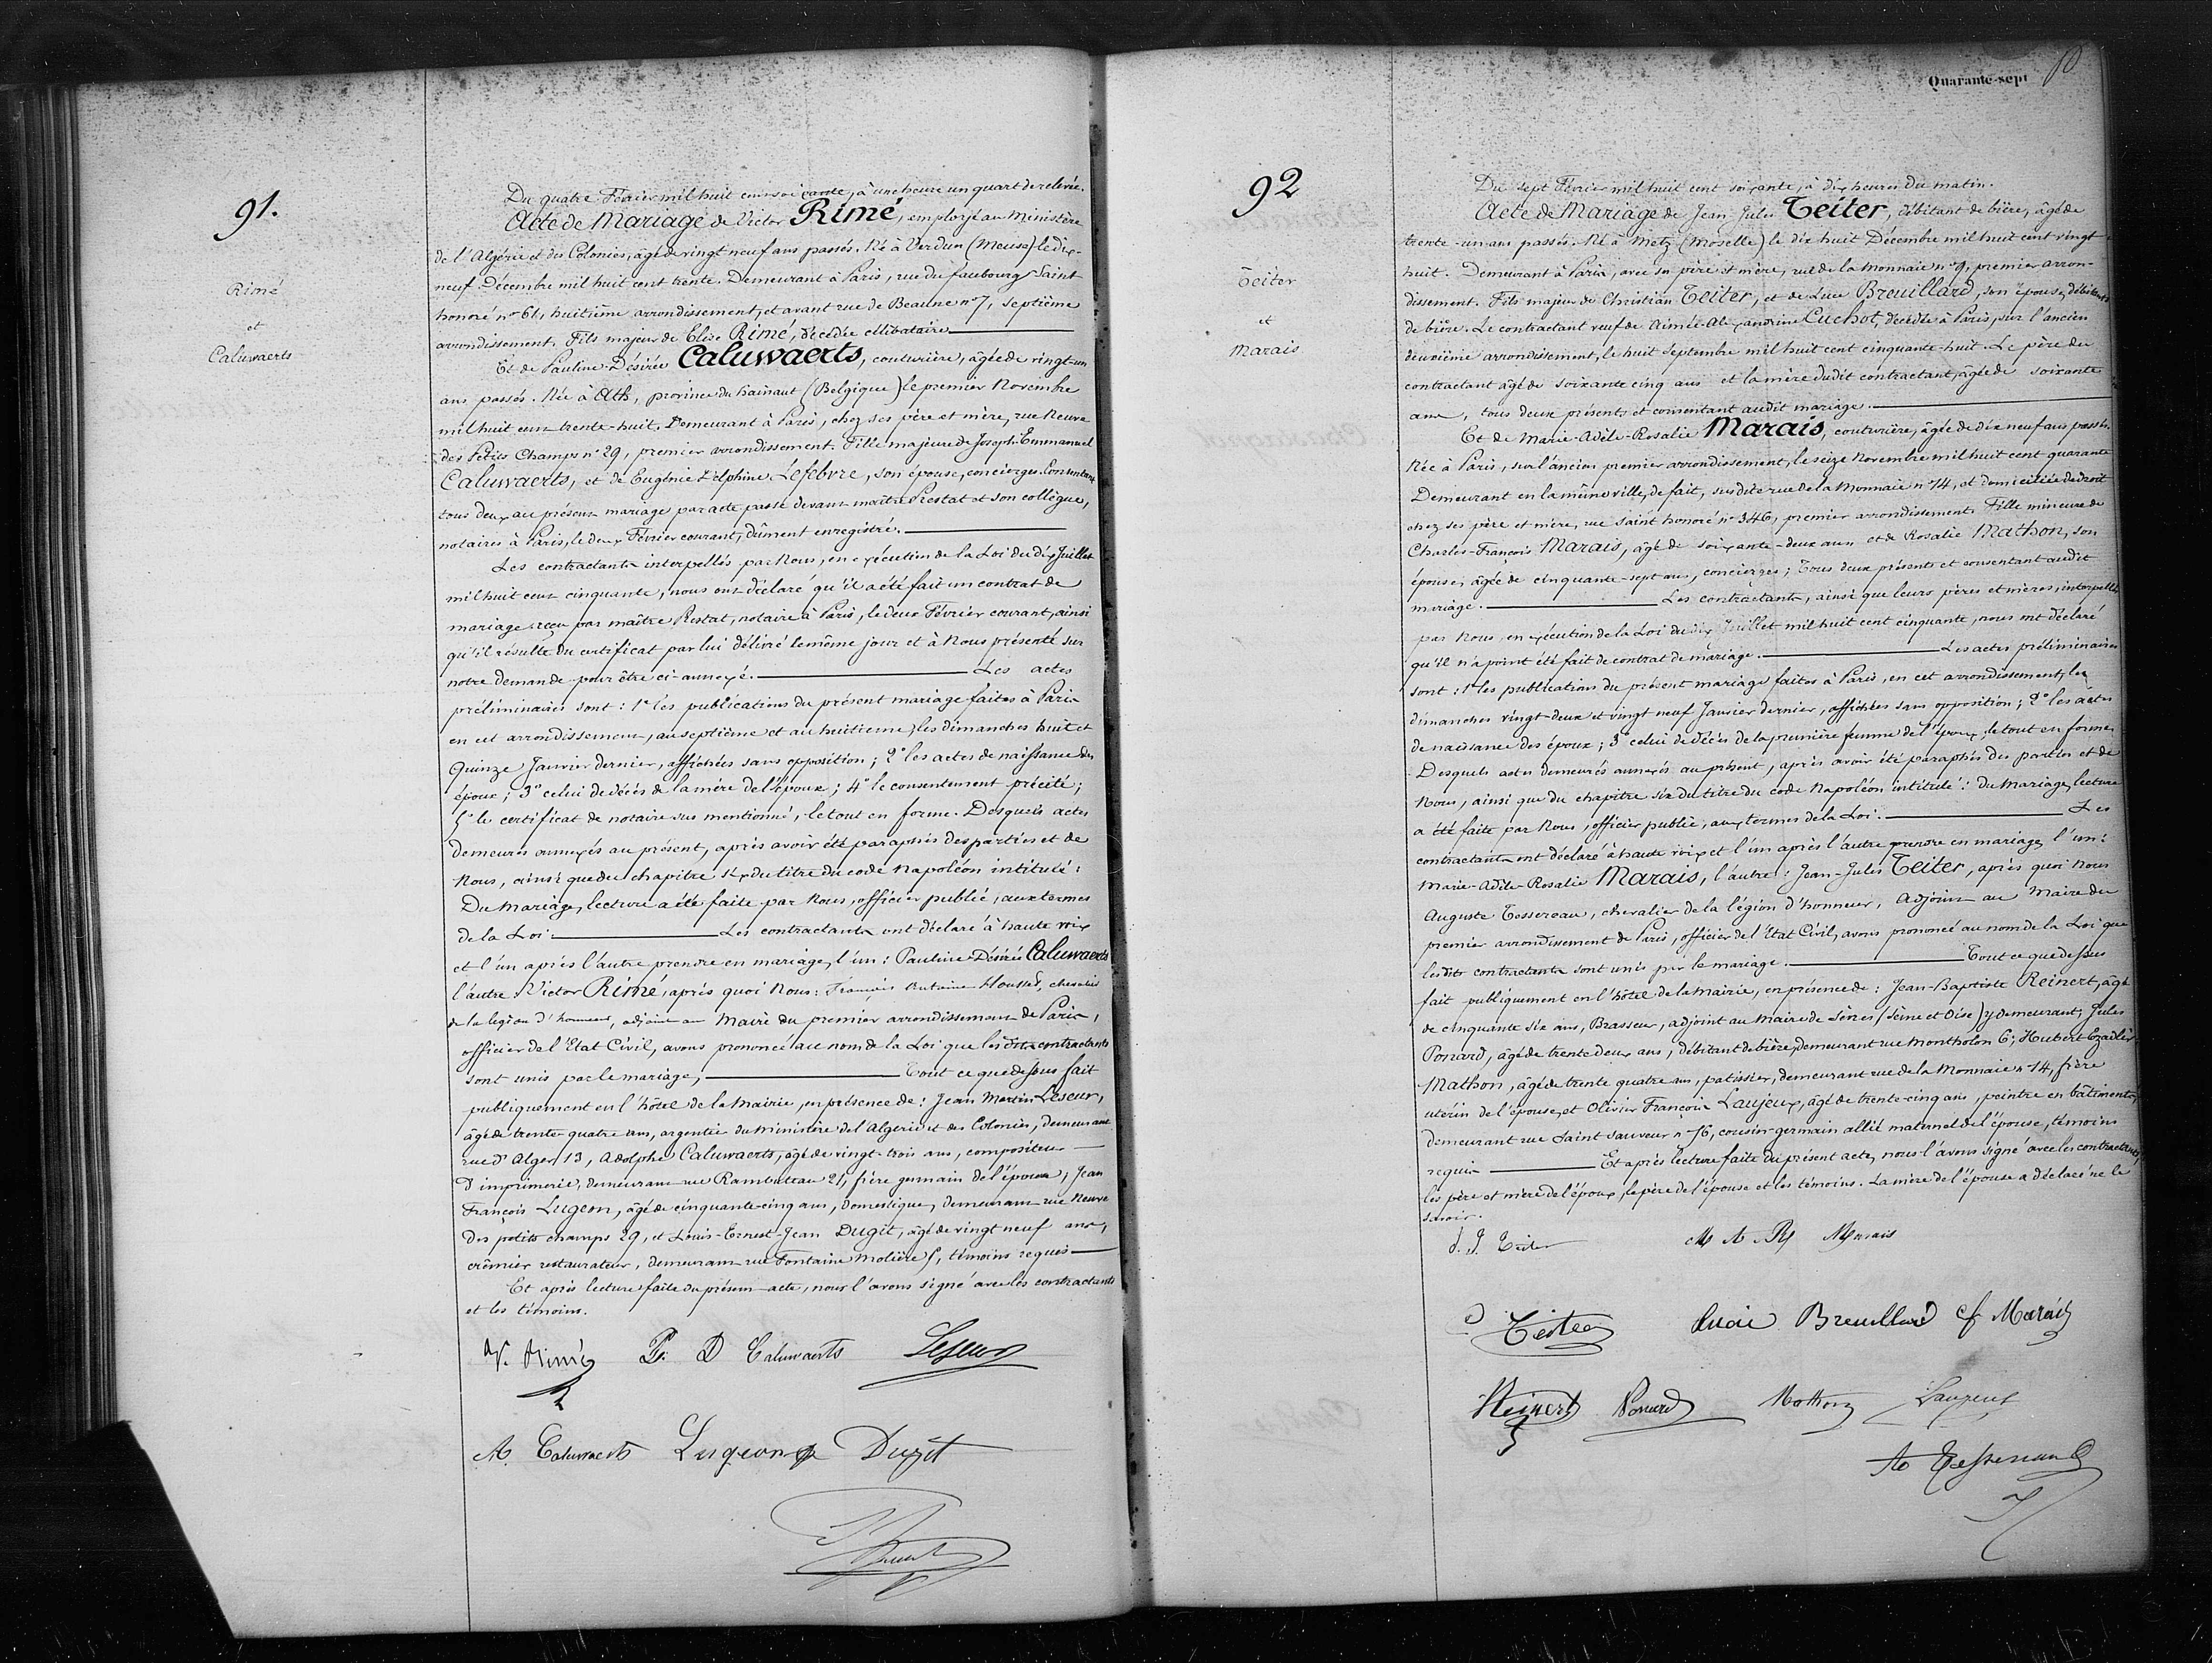 91.
Rimé
et
Caluwaerts
Du quatre Février mil huit cent soixante, à une heure un quart de relevée.
Acte de Mariage de Victor Rimé, employé au Ministère
de l'Algérie et des Colonies, âgé de vingt neuf ans passés. Né à Verdun (Meuse) le dix-
neuf Décembre mil huit cent trente. Demeurant à Paris, rue du faubourg Saint
honoré n° 61, huitième arrondissement, et avant rue de Beaune n° 7, septième
arrondissement. Fils majeur de Elise Rimé, décédée célibataire
Et de Pauline-Désirée Caluwaerts, couturière, âgée de vingt-un
ans passés. Née à Ath, province du hainaut (Belgique) le premier Novembre
mil huit cent trente-huit. Demeurant à Paris, chez ses père et mère, rue Neuve
des Petits Champs n° 29, premier arrondissement. Fille majeure de Joseph-Emmanuel
Caluwaerts, et de Eugénie Delphine Lefebvre, son épouse, concierges. Consentant
tous deux au présent mariage par acte passé devant maître Restat et son collègue,
notaires à Paris, le deux Février courant, dûment enregistré.
Les contractants interpellés par Nous, en exécution de la Loi du dix Juillet
mil huit cent cinquante, nous ont déclaré qu'il a été fait un contrat de
mariage reçu par maître Restat, notaire à Paris, le deux Février courant, ainsi
qu'il résulte du certificat par lui délivré le même jour et à Nous présenté sur
notre demande pour être ci-annexé. Les actes
préliminaires sont : 1° les publications du présent mariage faites à Paris
en cet arrondissement, au septième et au huitième, les dimanches huit et
Quinze Janvier dernier, affichées sans opposition ; 2° les actes de naissance des
époux ; 3° celui de décès de la mère de l'époux ; 4° le consentement précité ;
5° le certificat de notaire sus mentionné, le tout en forme. Desquels actes
demeurés annexés au présent, après avoir été paraphés des parties et de
Nous, ainsi que du chapitre six du titre du code Napoléon intitulé :
Du Mariage, lecture a été faite par Nous, officier public, aux termes
de la Loi. Les contractants ont déclaré à haute voix
et l'un après l'autre prendre en mariage, l'un : Pauline-Désirée Caluwaerts
l'autre Victor Rimé, après quoi Nous : François Antoine Houssel, chevalier
de la légion d'honneur, adjoint au Maire du premier arrondissement de Paris,
officier de l'Etat Civil, avons prononcé au nom de la Loi que les dits contractants
sont unis par le mariage, Tout ce que dessus fait
publiquement en l'hôtel de la Mairie, en présence de : Jean Martin Leseur,
âgé de trente quatre ans, argentier du Ministère de l'Algérie et des Colonies, demeurant
rue d'Alger 13, Adolphe Caluwaerts, âgé de vingt-trois ans, compositeur
d'imprimerie, demeurant rue Rambuteau 21, frère germain de l'épouse ; Jean
François Lugeon, âgé de cinquante-cinq ans, domestique, demeurant rue Neuve
des petits champs 29, et Louis-Ernest-Jean Dugit, âgé de vingt neuf ans,
crêmier restaurateur, demeurant rue Fontaine Molière 5, témoins requis
Et après lecture faite du présent acte, nous l'avons signé avec les contractants
et les témoins.
V. Rimé P. D Caluwaerts Leseur
A. Caluwaerts Lugeon Dugit
Quarante-sept
92
Teiter
et
Marais
Du sept Février mil huit cent soixante, à dix heures du matin.
Acte de Mariage de Jean Jules Teiter, débitant de bière, âgé de
trente-un ans passés. Né à Metz (Moselle) le dix huit Décembre mil huit cent vingt
huit. Demeurant à Paris, avec ses père et mère, rue de la Monnaie n° 9, premier arron-
dissement. Fils majeur de Christian Teiter, et de Luce Breuillard, son épouse, débitants
de bière. Le contractant veuf de Aimée-Alexandrine Cuchot, décédée à Paris, sur l'ancien
deuxième arrondissement, le huit Septembre mil huit cent cinquante-huit. Le père du
contractant âgé de soixante cinq ans et la mère dudit contractant, âgée de soixante
ans, tous deux présents et consentant audit mariage.
Et de Marie-Adèle-Rosalie Marais, couturière, âgée de dix neuf ans passés.
Née à Paris, sur l'ancien premier arrondissement, le seize Novembre mil huit cent quarante
Demeurant en la même ville, de fait, susdite rue de la Monnaie n° 14, et domiciliée de droit
chez ses père et mère, rue Saint honoré n° 346, premier arrondissement. Fille mineure de
Charles-François Marais, âgé de soixante-deux ans et de Rosalie Mathon, son
épouse, âgée de cinquante-sept ans, concierges ; Tous deux présents et consentant audit
mariage. Les contractants, ainsi que leurs pères et mères, interpellés
par Nous, en exécution de la Loi du dix Juillet mil huit cent cinquante, nous ont déclaré
qu'il n'a point été fait de contrat de mariage. Les actes préliminaires
sont : 1° les publications du présent mariage faites à Paris, en cet arrondissement, les
dimanches vingt-deux et vingt neuf Janvier dernier, affichées sans opposition ; 2° les actes
de naissance des époux ; 3° celui de décès de la première femme de l'époux ; le tout en forme.
Desquels actes demeurés annexés au présent, après avoir été paraphés des parties et de
Nous, ainsi que du chapitre six du titre du code Napoléon intitulé : du Mariage, lecture
a été faite par Nous, officier public, aux termes de la Loi. Les
contractants ont déclaré à haute voix et l'un après l'autre prendre en mariage, l'un :
Marie-Adèle-Rosalie Marais, l'autre : Jean-Jules Teiter, après quoi Nous
Auguste Tessereau, chevalier de la légion d'honneur, Adjoint au Maire du
premier arrondissement de Paris, officier de l'Etat Civil, avons prononcé au nom de la Loi que
les dits contractants sont unis par le mariage. Tout ce que dessus
fait publiquement en l'hôtel de la Mairie, en présence de : Jean-Baptiste Reinert, âgé
de cinquante six ans, Brasseur, adjoint au Maire de Sèvres (Seine et Oise) y demeurant, Jules
Ponard, âgé de trente deux ans, débitant de bière, demeurant rue Montholon 6 ; Hubert
Mathon, âgé de trente quatre ans, patissier, demeurant rue de la Monnaie n° 14, frère
utérin de l'épouse, et Olivier François Laujeux, âgé de trente-cinq ans, peintre en bâtiments,
demeurant rue Saint Sauveur n° 76, cousin-germain allié maternel de l'épouse, témoins
requis Et après lecture faite du présent acte, nous l'avons signé avec les contractants,
les père et mère de l'époux, le père de l'épouse et les témoins. La mère de l'épouse a déclaré ne le
savoir.
J. J. Teiter M A R Marais
Teiter Lucie Breuillard cf Marais
Reinert Ponard Mathon
A Tessereau